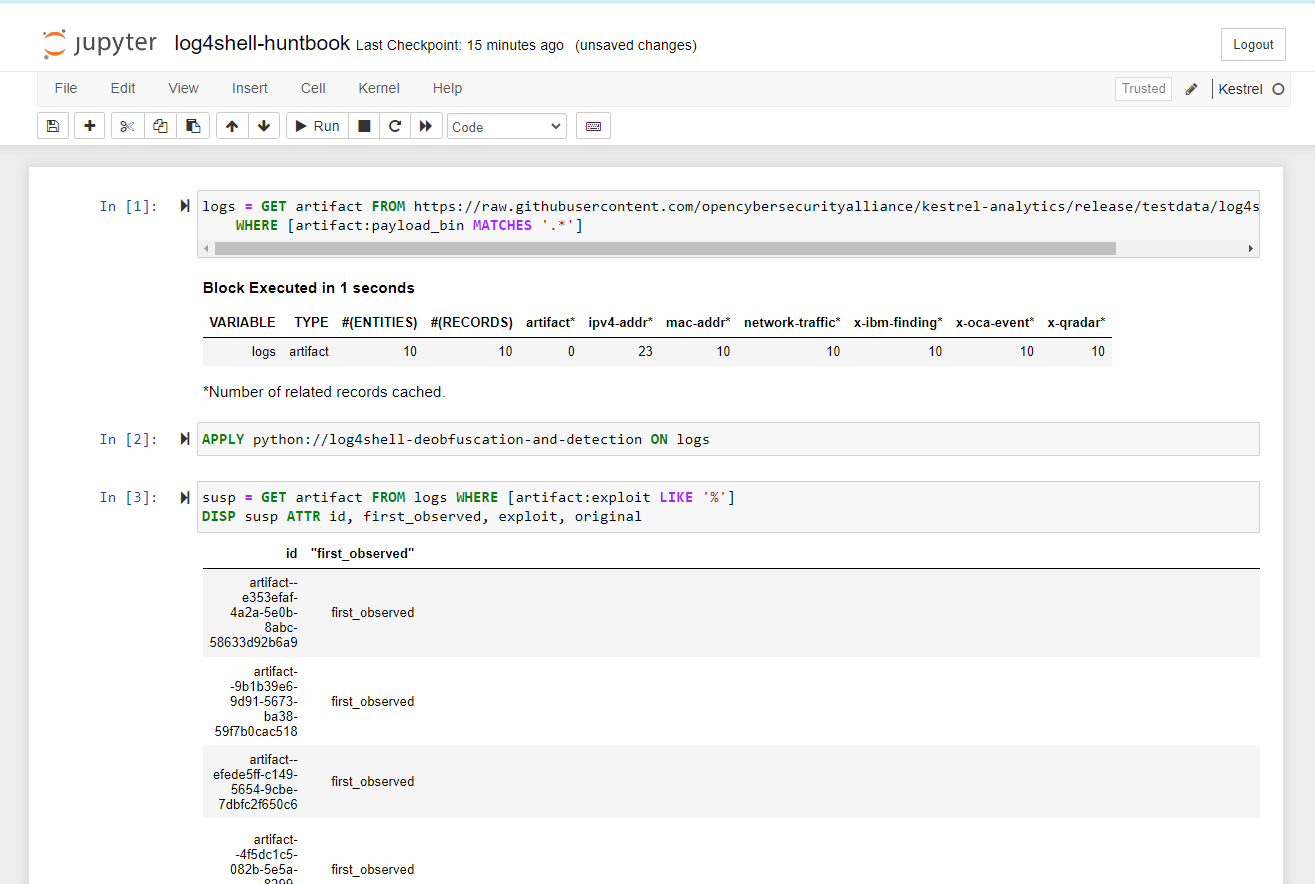 jupyter log4shell-huntbook Last Checkpoint: 15 minutes ago (unsaved changes) Logout
File Edit View Insert Cell Kernel Help Trusted Kestrel
Run Code
In [1]: logs = GET artifact FROM https://raw.githubusercontent.com/opencybersecurityalliance/kestrel-analytics/release/testdata/log4s
WHERE [artifact:payload_bin MATCHES '.*']
Block Executed in 1 seconds
VARIABLE TYPE #(ENTITIES) #(RECORDS) artifact* ipv4-addr* mac-addr* network-traffic* x-ibm-finding* x-oca-event* x-qradar*
logs artifact 10 10 0 23 10 10 10 10 10
*Number of related records cached.
In [2]: APPLY python://log4shell-deobfuscation-and-detection ON logs
In [3]: susp = GET artifact FROM logs WHERE [artifact:exploit LIKE '%']
DISP susp ATTR id, first_observed, exploit, original
id "first_observed"
artifact--
e353efaf-
4a2a-5e0b- first_observed
8abc-
58633d92b6a9
artifact-
-9b1b39e6-
9d91-5673- first_observed
ba38-
59f7b0cac518
artifact--
efede5ff-c149- first_observed
5654-9cbe-
7dbfc2f650c6
artifact-
-4f5dc1c5-
082b-5e5a- first_observed
8299-